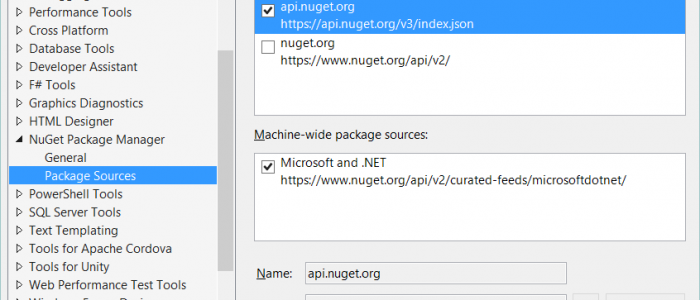 Performance Tools
Cross Platform
Database Tools
Developer Assistant
F# Tools
Graphics Diagnostics
HTML Designer
NuGet Package Manager
General
Package Sources
PowerShell Tools
SQL Server Tools
Text Templating
Tools for Apache Cordova
Tools for Unity
Web Performance Test Tools
api.nuget.org
https://api.nuget.org/v3/index.json
nuget.org
https://www.nuget.org/api/v2/
Machine-wide package sources:
Microsoft and .NET
https://www.nuget.org/api/v2/curated-feeds/microsoftdotnet/
Name:
api.nuget.org